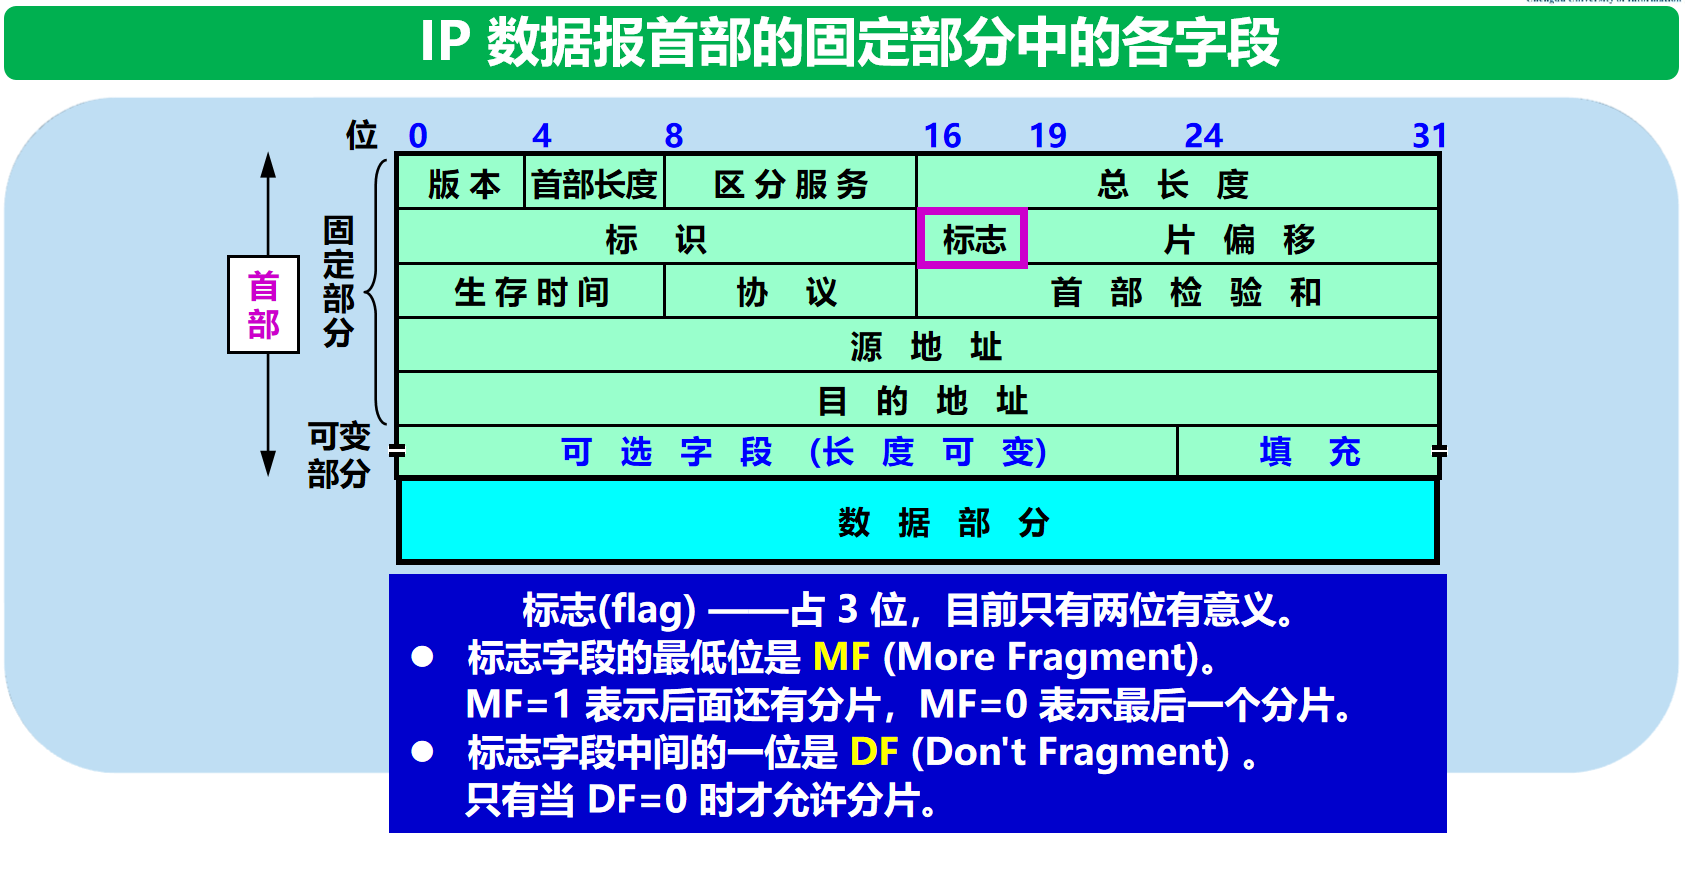 IP 数据报首部的固定部分中的各字段
位 0 4 8 16 19 24 31
版本 首部长度 区分服务 总长度
标识 标志 片偏移
生存时间 协议 首部检验和
源地址
目的地址
可选字段 (长度可变) 填充
数据部分
首部
固定部分
可变
部分
标志(flag) ——占 3 位，目前只有两位有意义。
● 标志字段的最低位是 MF (More Fragment)。
MF=1 表示后面还有分片，MF=0 表示最后一个分片。
● 标志字段中间的一位是 DF (Don't Fragment) 。
只有当 DF=0 时才允许分片。